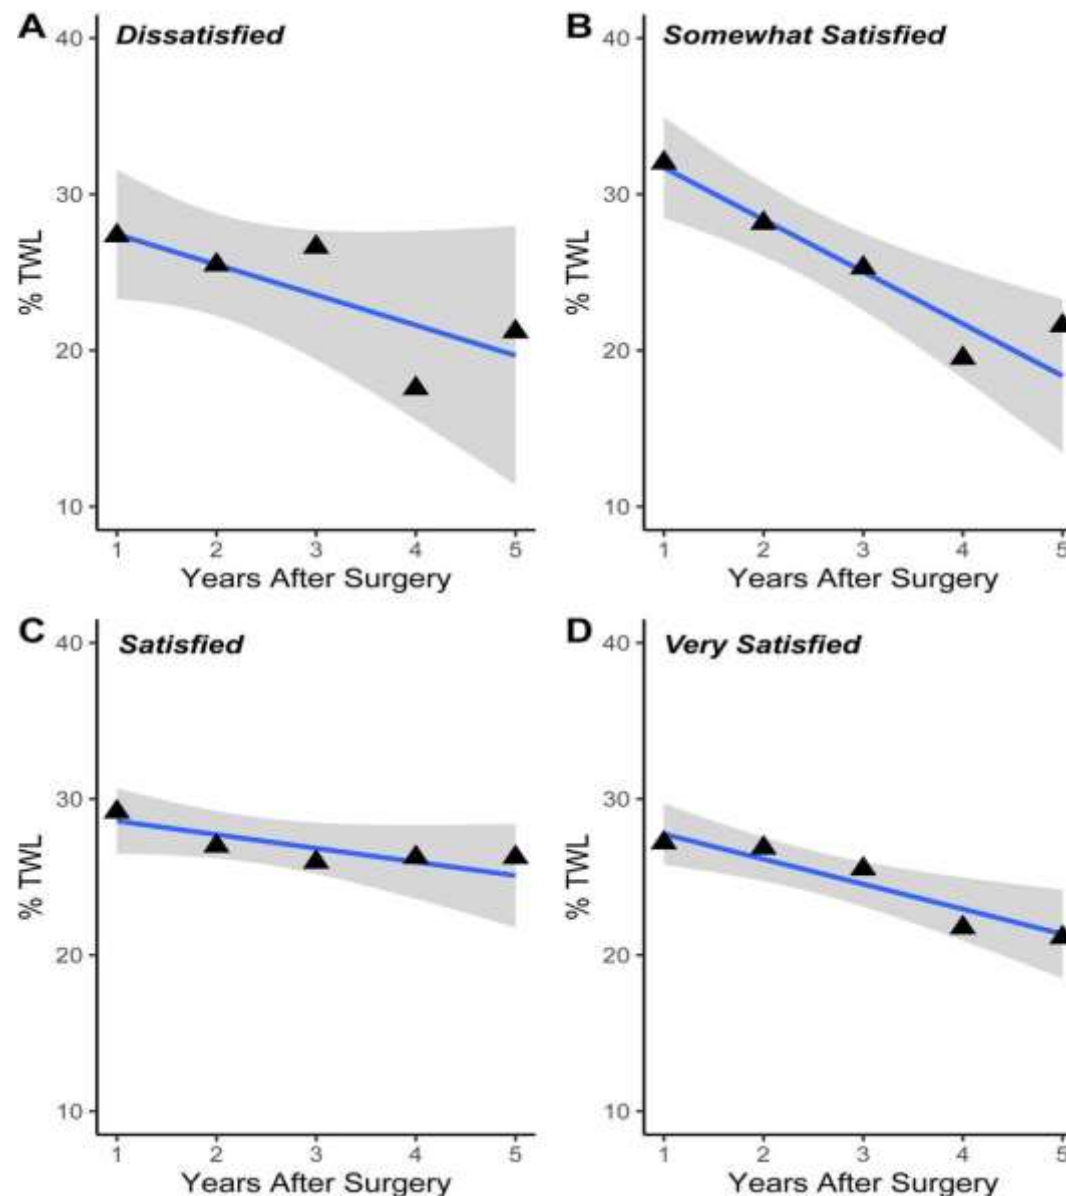 A Dissatisfied
40
30
20
10
% TWL
1 2 3 4 5
Years After Surgery
B Somewhat Satisfied
40
30
20
10
% TWL
1 2 3 4 5
Years After Surgery
C Satisfied
40
30
20
10
% TWL
1 2 3 4 5
Years After Surgery
D Very Satisfied
40
30
20
10
% TWL
1 2 3 4 5
Years After Surgery